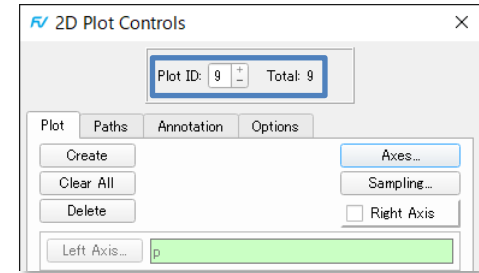 FV 2D Plot Controls
Plot ID: 9 Total: 9
Plot Paths Annotation Options
Create Axes...
Clear All Sampling...
Delete Right Axis
Left Axis... p